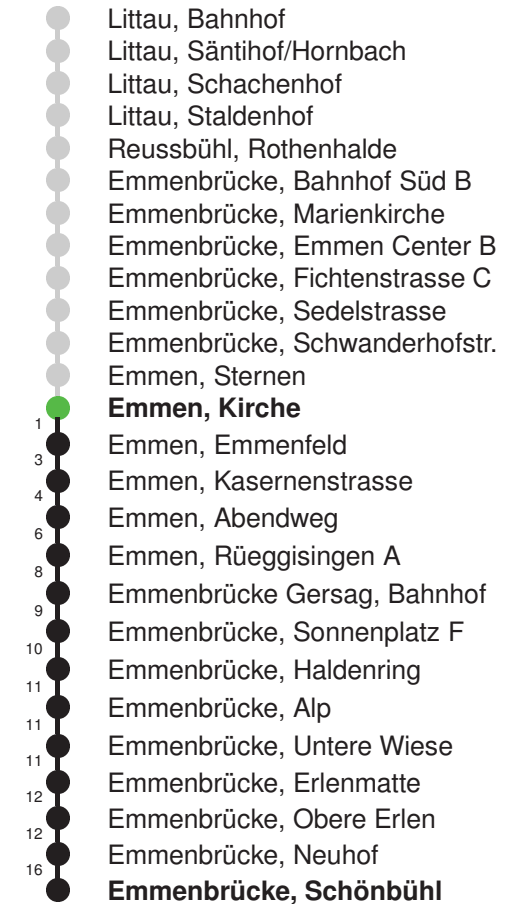 Littau, Bahnhof
Littau, Säntihof/Hornbach
Littau, Schachenhof
Littau, Staldenhof
Reussbühl, Rothenhalde
Emmenbrücke, Bahnhof Süd B
Emmenbrücke, Marienkirche
Emmenbrücke, Emmen Center B
Emmenbrücke, Fichtenstrasse C
Emmenbrücke, Sedelstrasse
Emmenbrücke, Schwanderhofstr.
Emmen, Sternen
Emmen, Kirche
1
Emmen, Emmenfeld
3
Emmen, Kasernenstrasse
4
Emmen, Abendweg
6
Emmen, Rüeggisingen A
8
Emmenbrücke Gersag, Bahnhof
9
Emmenbrücke, Sonnenplatz F
10
Emmenbrücke, Haldenring
11
Emmenbrücke, Alp
11
Emmenbrücke, Untere Wiese
11
Emmenbrücke, Erlenmatte
12
Emmenbrücke, Obere Erlen
12
Emmenbrücke, Neuhof
16
Emmenbrücke, Schönbühl